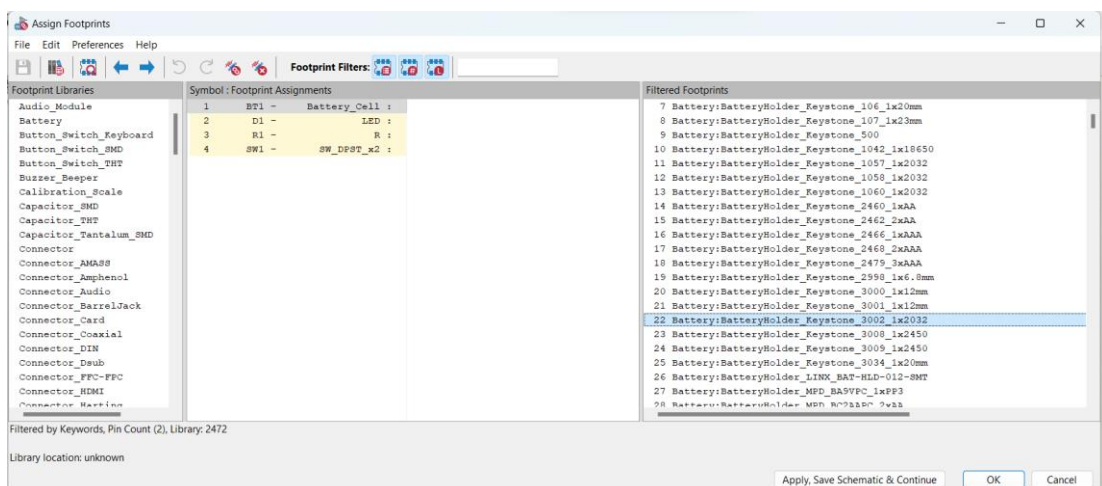 Assign Footprints
File Edit Preferences Help
Footprint Filters:
Footprint Libraries
Audio_Module
Battery
Button_Switch_Keyboard
Button_Switch_SMD
Button_Switch_THT
Buzzer_Beeper
Calibration_Scale
Capacitor_SMD
Capacitor_THT
Capacitor_Tantalum_SMD
Connector
Connector_AMASS
Connector_Amphenol
Connector_Audio
Connector_BarrelJack
Connector_Card
Connector_Coaxial
Connector_DIN
Connector_Dsub
Connector_FFC-FPC
Connector_HDMI
Connector_Harting
Symbol : Footprint Assignments
1 BT1 - Battery_Cell :
2 D1 - LED :
3 R1 - R :
4 SW1 - SW_DPST_x2 :
Filtered Footprints
7 Battery:BatteryHolder_Keystone_106_1x20mm
8 Battery:BatteryHolder_Keystone_107_1x23mm
9 Battery:BatteryHolder_Keystone_500
10 Battery:BatteryHolder_Keystone_1042_1x18650
11 Battery:BatteryHolder_Keystone_1057_1x2032
12 Battery:BatteryHolder_Keystone_1058_1x2032
13 Battery:BatteryHolder_Keystone_1060_1x2032
14 Battery:BatteryHolder_Keystone_2460_1xAA
15 Battery:BatteryHolder_Keystone_2462_2xAA
16 Battery:BatteryHolder_Keystone_2466_1xAAA
17 Battery:BatteryHolder_Keystone_2468_2xAAA
18 Battery:BatteryHolder_Keystone_2479_3xAAA
19 Battery:BatteryHolder_Keystone_2998_1x6.8mm
20 Battery:BatteryHolder_Keystone_3000_1x12mm
21 Battery:BatteryHolder_Keystone_3001_1x12mm
22 Battery:BatteryHolder_Keystone_3002_1x2032
23 Battery:BatteryHolder_Keystone_3008_1x2450
24 Battery:BatteryHolder_Keystone_3009_1x2450
25 Battery:BatteryHolder_Keystone_3034_1x20mm
26 Battery:BatteryHolder_LINX_BAT-HLD-012-SMT
27 Battery:BatteryHolder_MPD_BA9VPC_1xPP3
28 Battery:BatteryHolder_MPD_BC2AAPC_2xAA
Filtered by Keywords, Pin Count (2), Library: 2472
Library location: unknown
Apply, Save Schematic & Continue
OK
Cancel